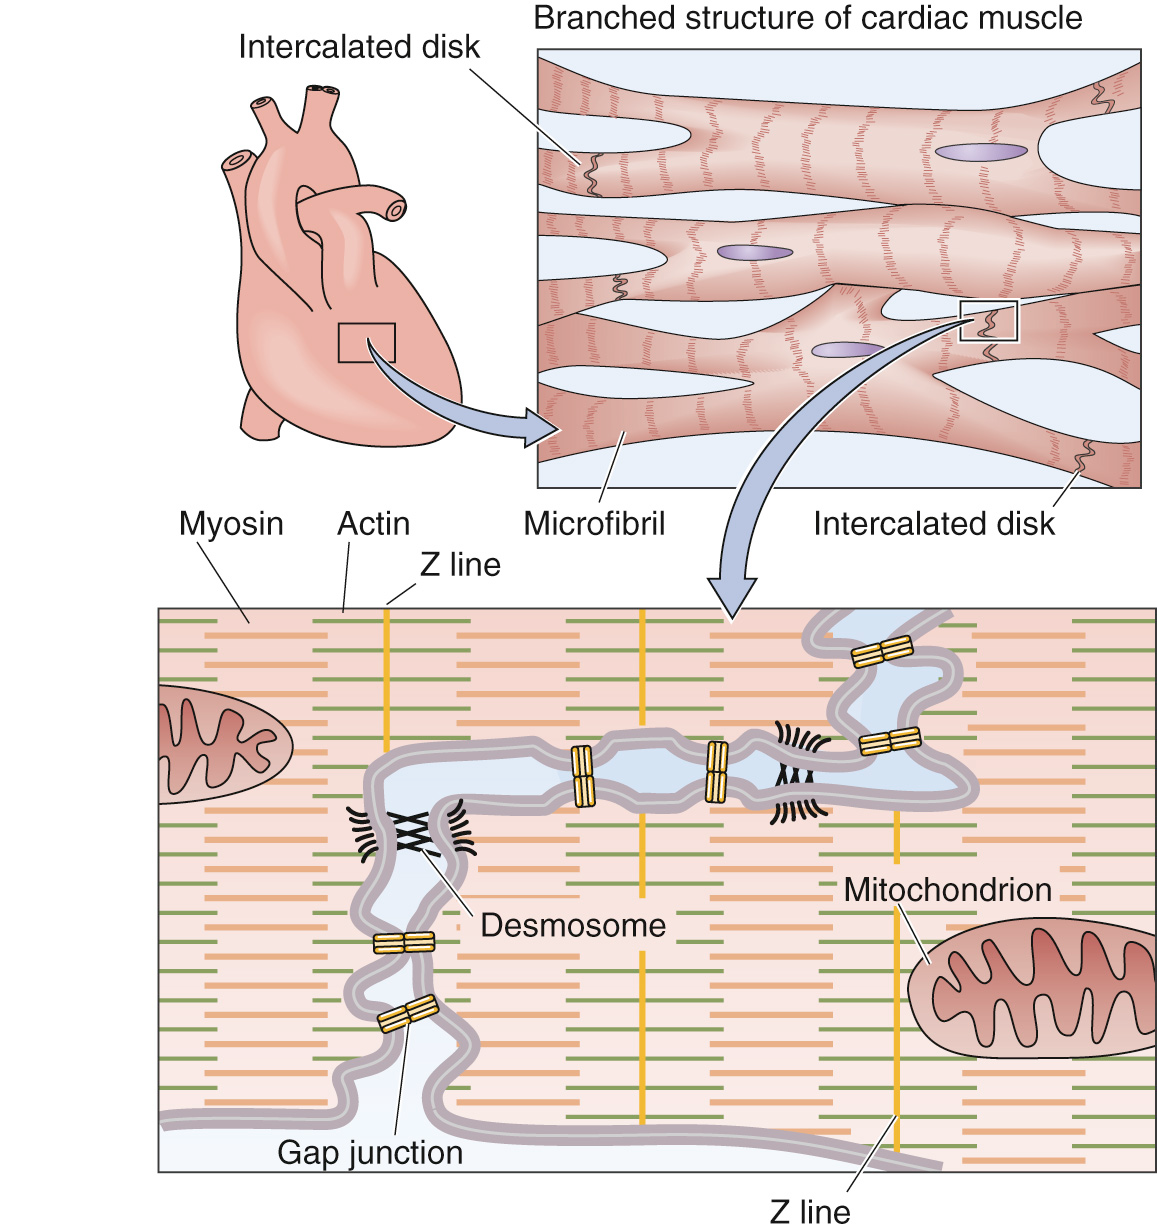 Branched structure of cardiac muscle
Intercalated disk
Microfibril
Intercalated disk
Myosin
Actin
Z line
Mitochondrion
Desmosome
Gap junction
Z line